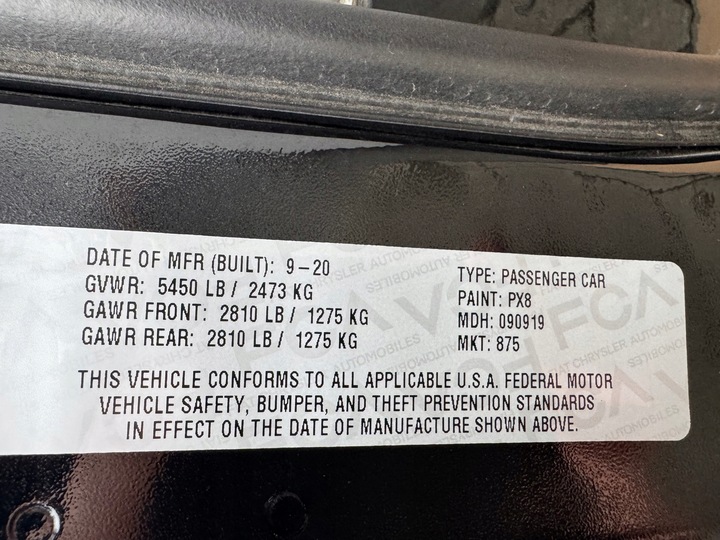 DATE OF MFR (BUILT): 9-20
GVWR: 5450 LB / 2473 KG
GAWR FRONT: 2810 LB / 1275 KG
GAWR REAR: 2810 LB / 1275 KG
TYPE: PASSENGER CAR
PAINT: PX8
MDH: 090919
MKT: 875
THIS VEHICLE CONFORMS TO ALL APPLICABLE U.S.A. FEDERAL MOTOR
VEHICLE SAFETY, BUMPER, AND THEFT PREVENTION STANDARDS
IN EFFECT ON THE DATE OF MANUFACTURE SHOWN ABOVE.